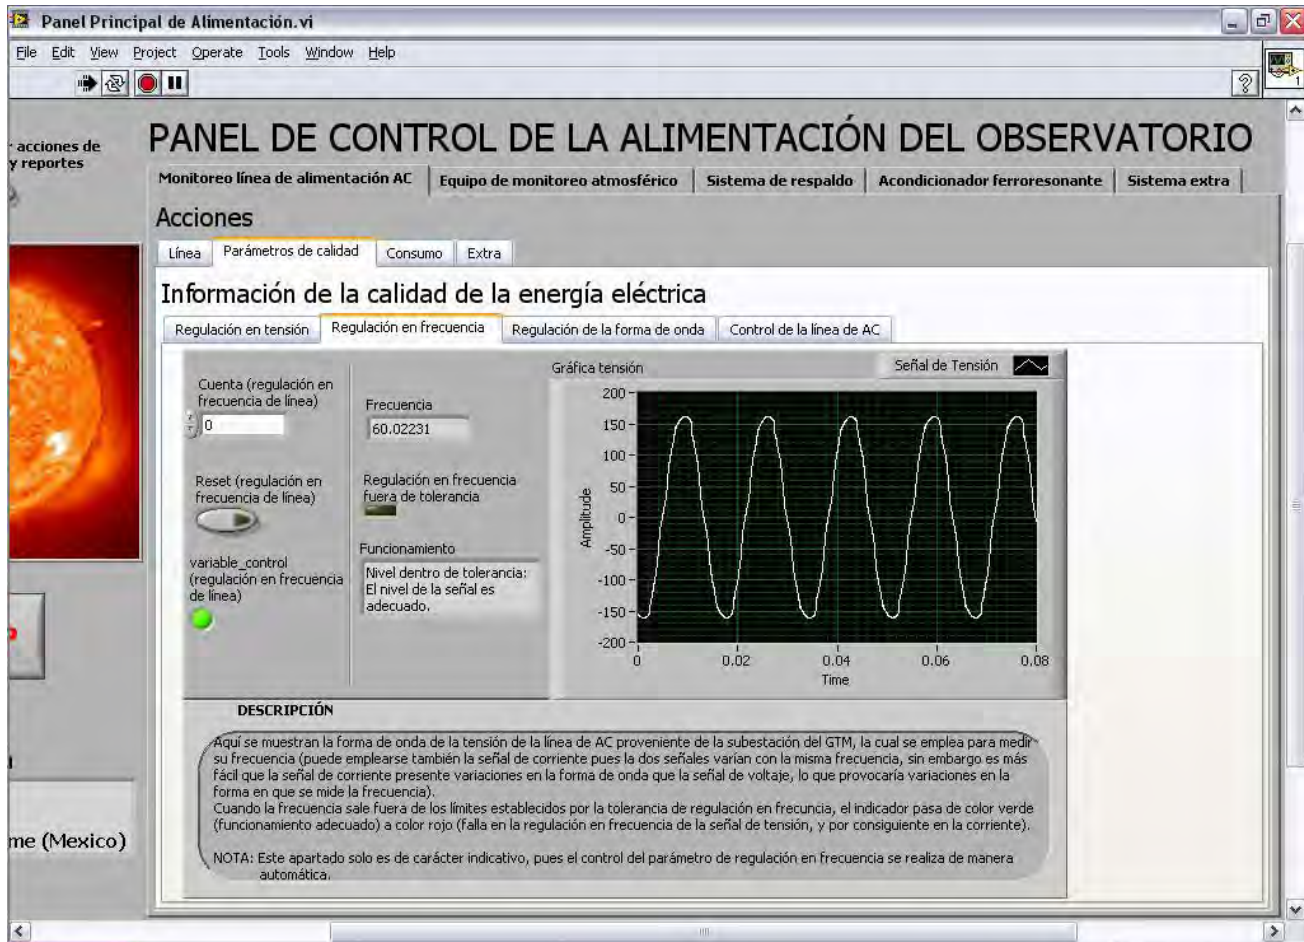 Panel Principal de Alimentación.vi
File Edit View Project Operate Tools Window Help
1
acciones de
y reportes
PANEL DE CONTROL DE LA ALIMENTACIÓN DEL OBSERVATORIO
Monitoreo línea de alimentación AC Equipo de monitoreo atmosférico Sistema de respaldo Acondicionador ferroresonante Sistema extra
Acciones
Línea Parámetros de calidad Consumo Extra
Información de la calidad de la energía eléctrica
Regulación en tensión Regulación en frecuencia Regulación de la forma de onda Control de la línea de AC
Cuenta (regulación en
frecuencia de línea)
0
Reset (regulación en
frecuencia de línea)
variable_control
(regulación en frecuencia
de línea)
Frecuencia
60.02231
Regulación en frecuencia
fuera de tolerancia
Funcionamiento
Nivel dentro de tolerancia:
El nivel de la señal es
adecuado.
Gráfica tensión
Señal de Tensión
200
150
100
50
0
-50
-100
-150
-200
Amplitude
0 0.02 0.04 0.06 0.08
Time
DESCRIPCIÓN
Aquí se muestran la forma de onda de la tensión de la línea de AC proveniente de la subestación del GTM, la cual se emplea para medir
su frecuencia (puede emplearse también la señal de corriente pues la dos señales varían con la misma frecuencia, sin embargo es más
fácil que la señal de corriente presente variaciones en la forma de onda que la señal de voltaje, lo que provocaría variaciones en la
forma en que se mide la frecuencia).
Cuando la frecuencia sale fuera de los límites establecidos por la tolerancia de regulación en frecuncia, el indicador pasa de color verde
(funcionamiento adecuado) a color rojo (falla en la regulación en frecuencia de la señal de tensión, y por consiguiente en la corriente).
NOTA: Este apartado solo es de carácter indicativo, pues el control del parámetro de regulación en frecuencia se realiza de manera
automática.
me (Mexico)